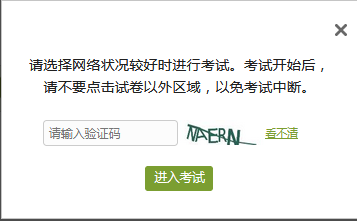 请选择网络状况较好时进行考试。考试开始后，
请不要点击试卷以外区域，以免考试中断。
请输入验证码 看不清
进入考试